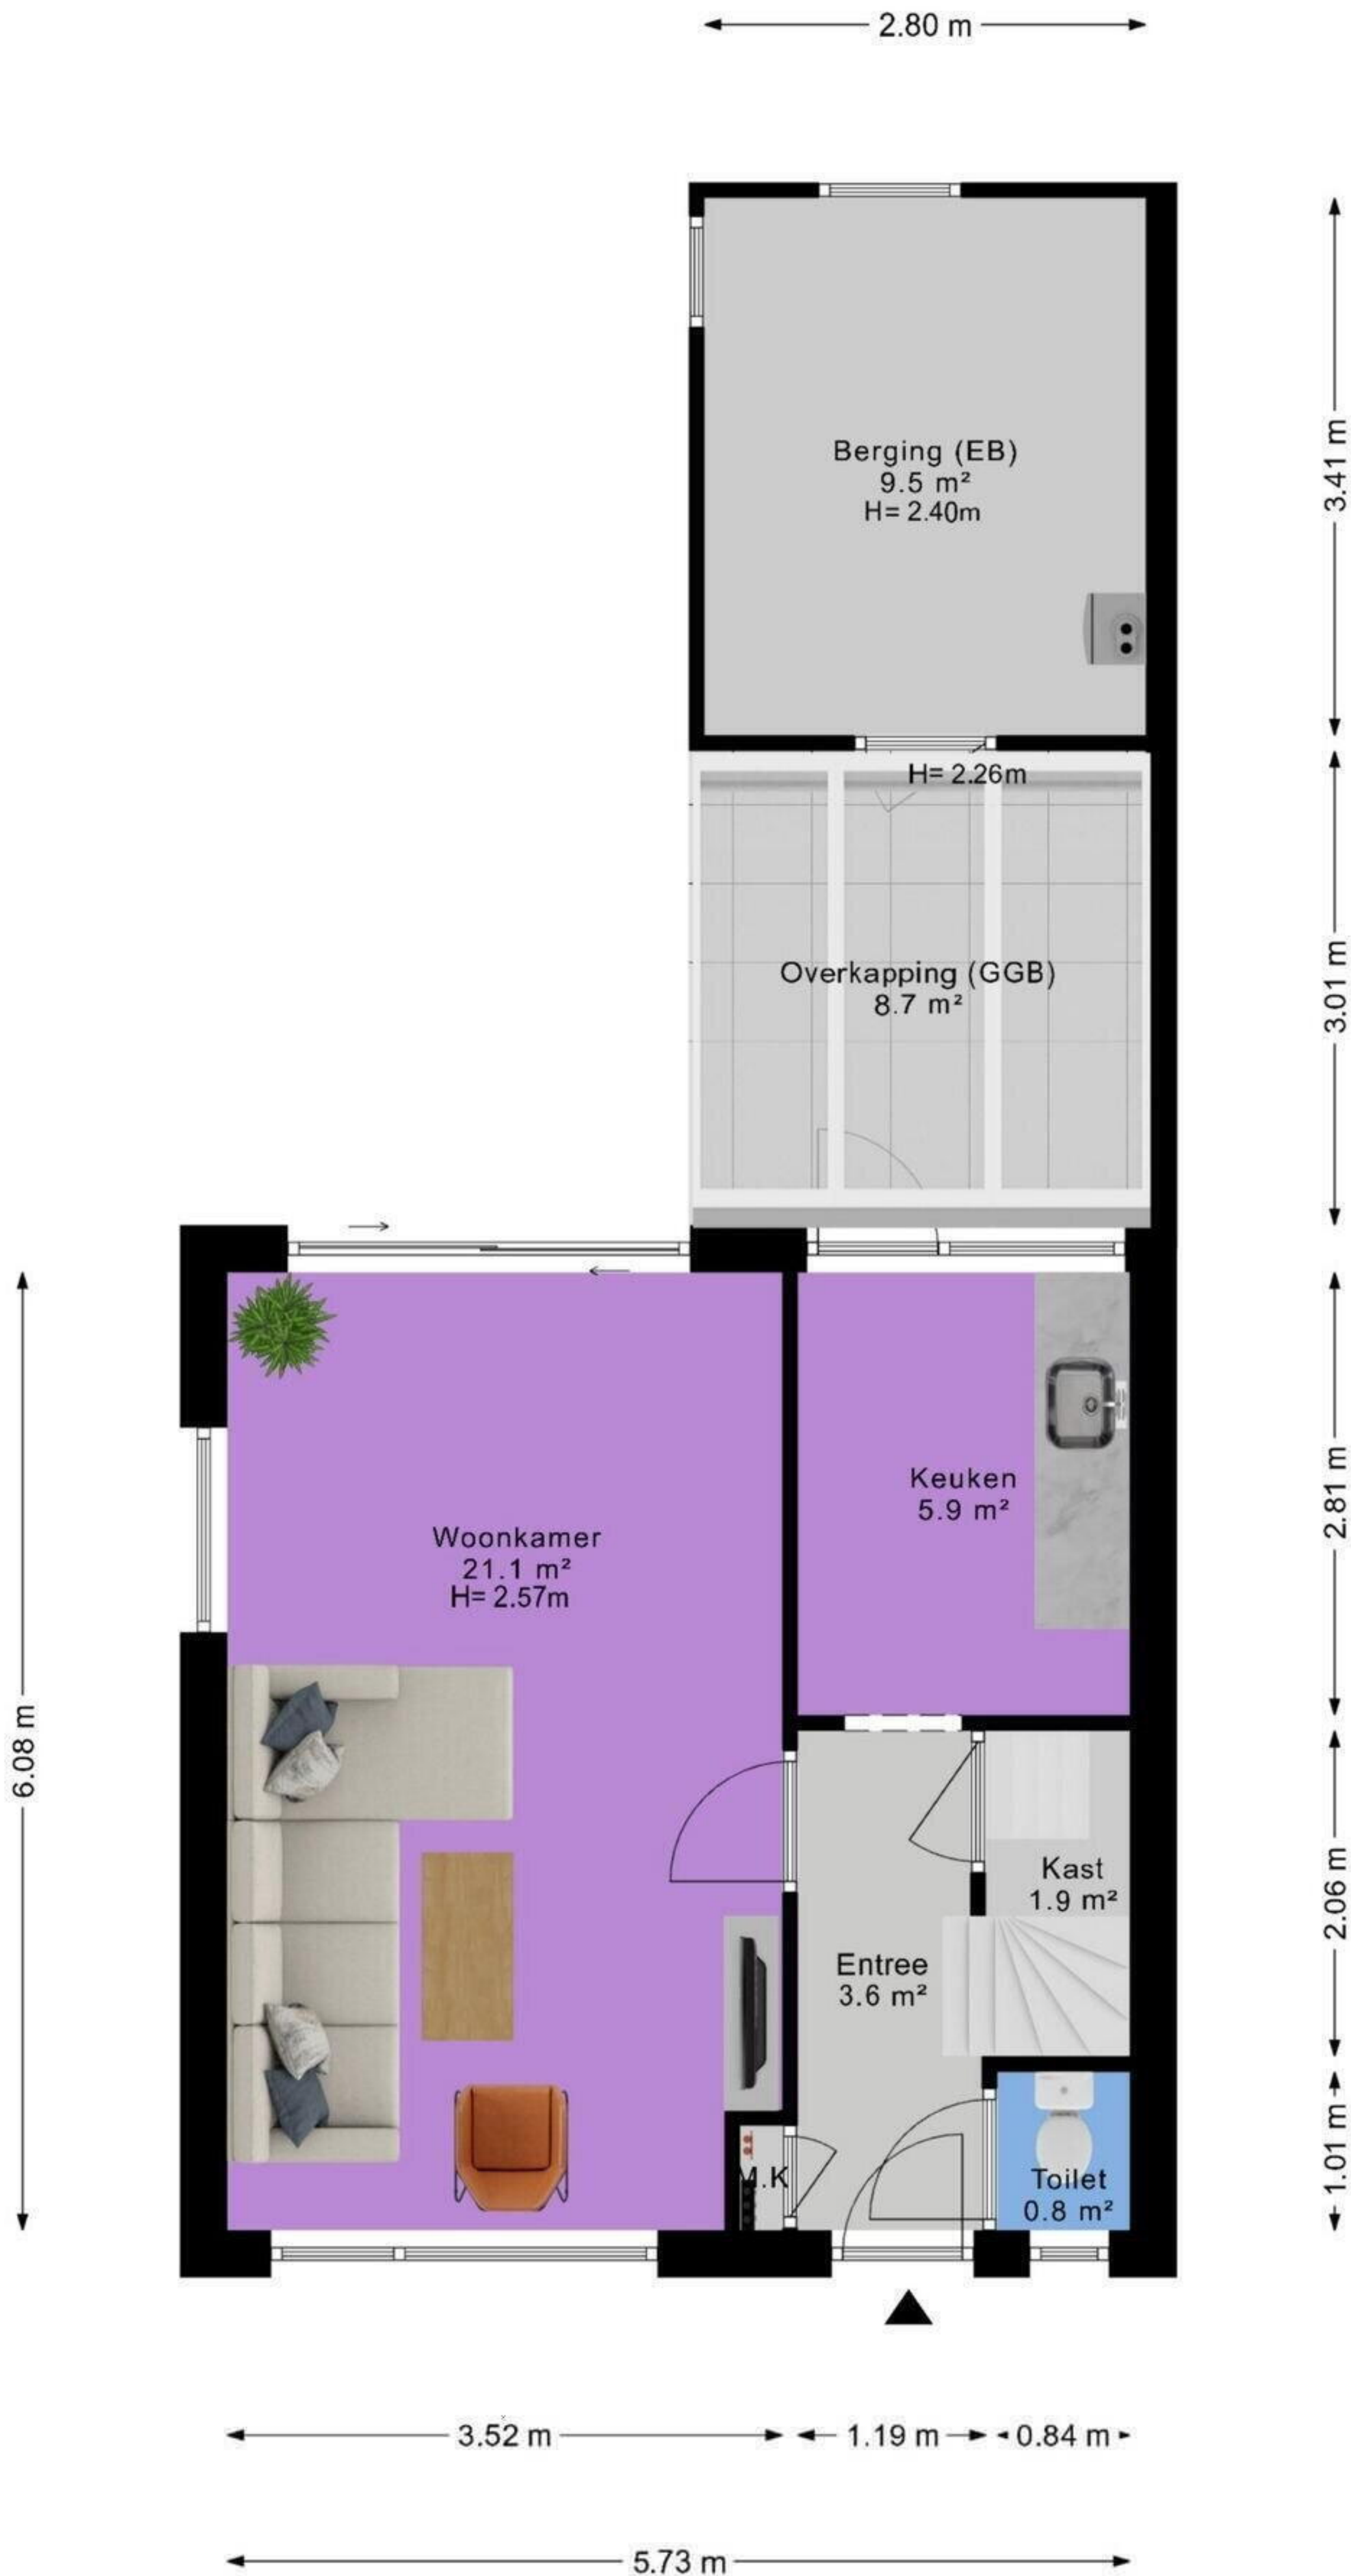 2.80 m
3.41 m
Berging (EB)
9.5 m²
H= 2.40m
H= 2.26m
3.01 m
Overkapping (GGB)
8.7 m²
6.08 m
2.81 m
Keuken
5.9 m²
Woonkamer
21.1 m²
H= 2.57m
2.06 m
Kast
1.9 m²
Entree
3.6 m²
1.01 m
M.K
Toilet
0.8 m²
3.52 m
1.19 m
0.84 m
5.73 m